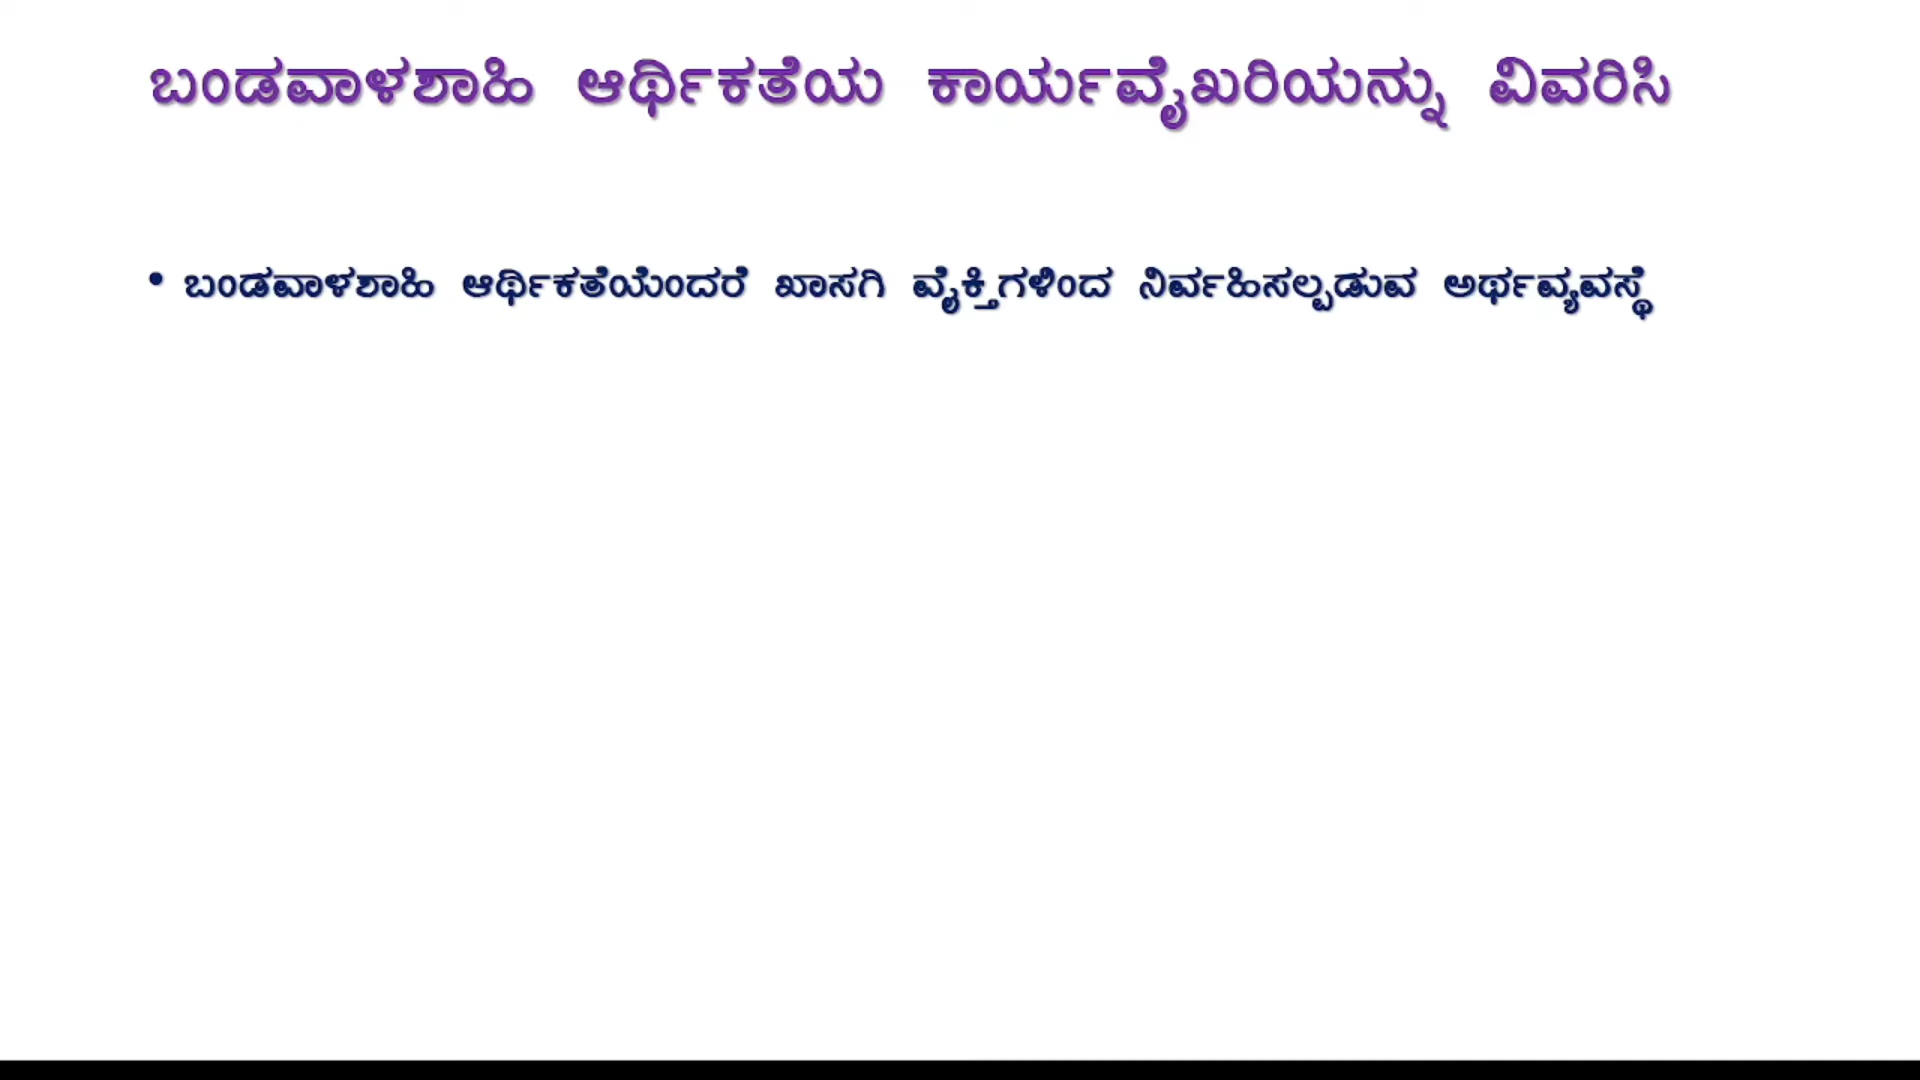 ಬಂಡವಾಳಶಾಹಿ ಆರ್ಥಿಕತೆಯ ಕಾರ್ಯವೈಖರಿಯನ್ನು ವಿವರಿಸಿ
• ಬಂಡವಾಳಶಾಹಿ ಆರ್ಥಿಕತೆಯೆಂದರೆ ಖಾಸಗಿ ವೈಕ್ತಿಗಳಿಂದ ನಿರ್ವಹಿಸಲ್ಪಡುವ ಅರ್ಥವ್ಯವಸ್ಥೆ